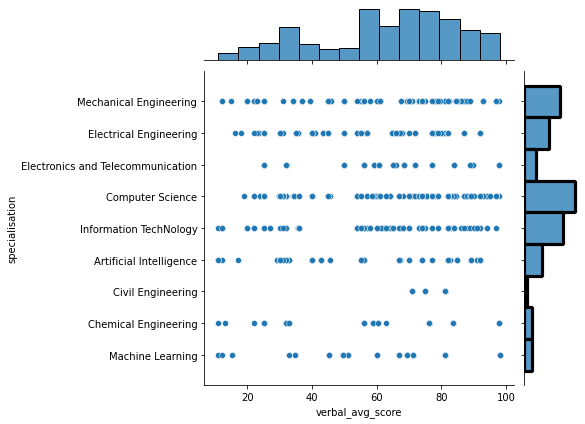 Mechanical Engineering
Electrical Engineering
Electronics and Telecommunication
Computer Science
Information TechNology
Artificial Intelligence
Civil Engineering
Chemical Engineering
Machine Learning
specialisation
20 40 60 80 100
verbal_avg_score